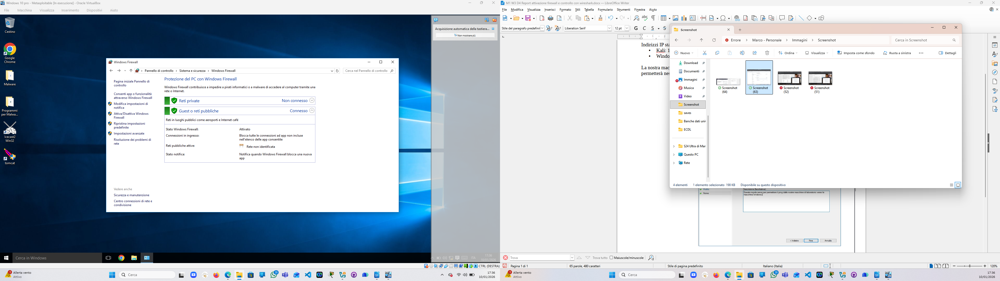 Windows 10 pro - Metasploitable [In esecuzione] - Oracle VirtualBox
File Macchina Visualizza Inserimento Dispositivi Aiuto
Cestino
Google
Chrome
Malware
Programmi
per Malwa...
Icecast2
Win32
tomcat
Acquisizione automatica della tastiera...
Non mostrare più
Windows Firewall
Pannello di controllo > Sistema e sicurezza > Windows Firewall
Cerca nel Pannello di controllo
Pagina iniziale Pannello di
controllo
Consenti app o funzionalità
attraverso Windows Firewall
Modifica impostazioni di
notifica
Attiva/Disattiva Windows
Firewall
Ripristina impostazioni
predefinite
Impostazioni avanzate
Risoluzione dei problemi di
rete
Vedere anche
Sicurezza e manutenzione
Centro connessioni di rete e
condivisione
Protezione del PC con Windows Firewall
Windows Firewall contribuisce a impedire a pirati informatici o a malware di accedere al computer tramite una
rete o Internet.
Reti private Non connesso
Guest o reti pubbliche Connesso
Reti in luoghi pubblici come aeroporti e Internet café
Stato Windows Firewall: Attivato
Connessioni in ingresso: Blocca tutte le connessioni ad app non incluse
nell'elenco delle app consentite
Reti pubbliche attive: Rete non identificata
Stato notifica: Notifica quando Windows Firewall blocca una nuova
app
Cerca in Windows
ITA
17:36
10/01/2026
CTRL (DESTRA)
Allerta vento
Attivo
Cerca
31
17:36
10/01/2026
M1 W3 D4 Report attivazione firewall e controllo con wireshark.docx — LibreOffice Writer
File Modifica Visualizza Inserisci Formato Stili Tabella Formulario Strumenti Finestra Aiuto
Stile del paragrafo predefinit
Liberation Serif
12 pt
G C S S
Indirizzi IP sta
• Kali: 1
• Windo
La nostra mac
permetterà nes
Screenshot
Errore > Marco - Personale > Immagini > Screenshot
Cerca in Screenshot
Nuovo Ordina Visualizza Imposta come sfondo Ruota a sinistra ... Dettagli
Download
Documenti
Immagini
Musica
Video
Screenshot
saves
Banche dati univ
ECDL
S24 Ultra di Mar
Questo PC
Rete
Screenshot
(64)
Screenshot
(63)
Screenshot
(52)
Screenshot
(51)
4 elementi 1 elemento selezionato 198 KB Disponibile su questo dispositivo
Profilo
Nome
Descrizione (facoltativa):
Questa regola serve per permettere il ping dalle nostre macchine di laboratorio verso la
macchina windows.
< Indietro Fine Annulla
Trova
Trova tutto Maiuscole/minuscole
Pagina 1 di 1 65 parole, 480 caratteri Stile di pagina predefinito Italiano (Italia) 120%
Allerta vento
Attivo
Cerca
31
17:36
10/01/2026